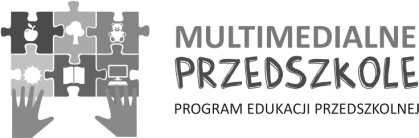 MULTIMEDIALNE
PRZEDSZKOLE
PROGRAM EDUKACJI PRZEDSZKOLNEJ